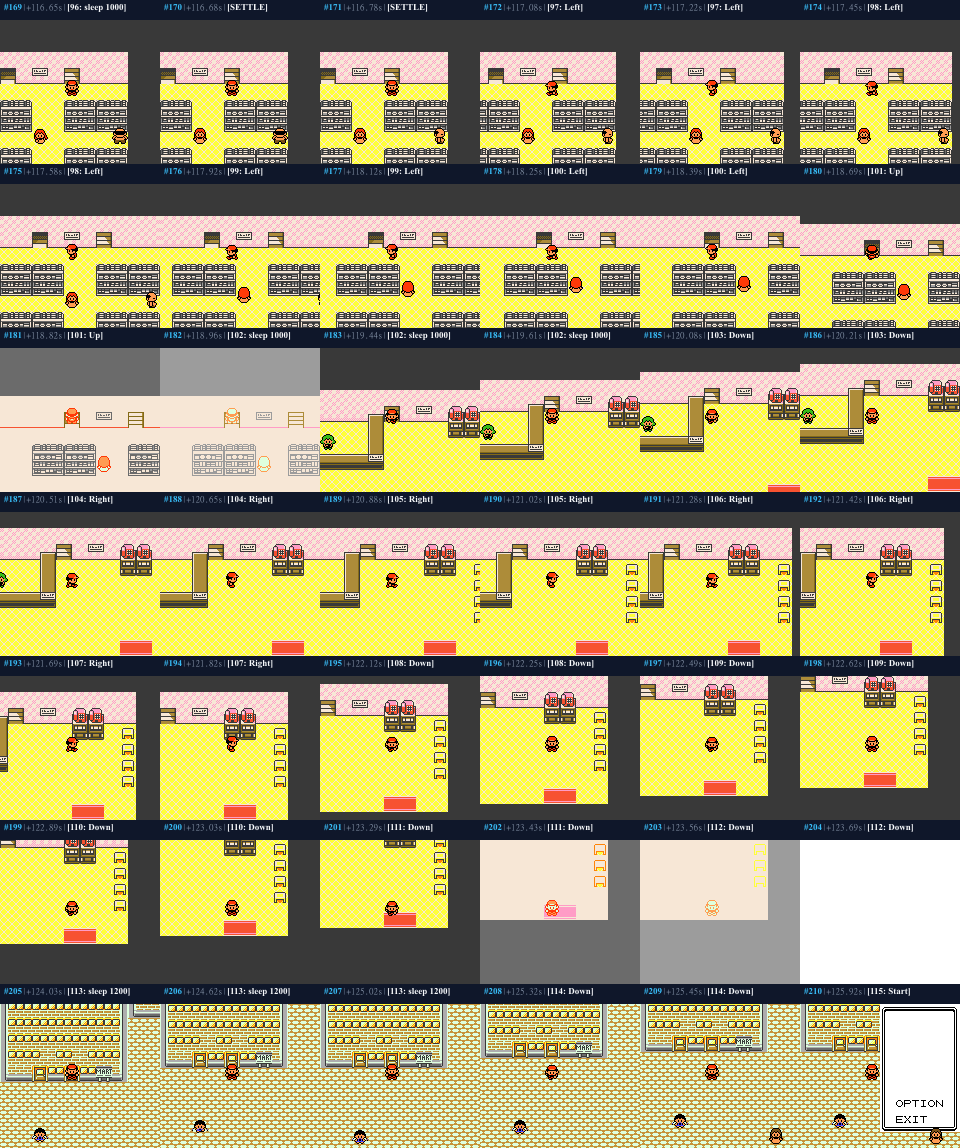 #169|+116.65s| [96: sleep 1000]
#170|+116.68s| [SETTLE]
#171|+116.78s| [SETTLE]
#172|+117.08s| [97: Left]
#173|+117.22s| [97: Left]
#174|+117.45s| [98: Left]
#175|+117.58s| [98: Left]
#176|+117.92s| [99: Left]
#177|+118.12s| [99: Left]
#178|+118.25s| [100: Left]
#179|+118.39s| [100: Left]
#180|+118.69s| [101: Up]
#181|+118.82s| [101: Up]
#182|+118.96s| [102: sleep 1000]
#183|+119.44s| [102: sleep 1000]
#184|+119.61s| [102: sleep 1000]
#185|+120.08s| [103: Down]
#186|+120.21s| [103: Down]
#187|+120.51s| [104: Right]
#188|+120.65s| [104: Right]
#189|+120.88s| [105: Right]
#190|+121.02s| [105: Right]
#191|+121.28s| [106: Right]
#192|+121.42s| [106: Right]
#193|+121.69s| [107: Right]
#194|+121.82s| [107: Right]
#195|+122.12s| [108: Down]
#196|+122.25s| [108: Down]
#197|+122.49s| [109: Down]
#198|+122.62s| [109: Down]
#199|+122.89s| [110: Down]
#200|+123.03s| [110: Down]
#201|+123.29s| [111: Down]
#202|+123.43s| [111: Down]
#203|+123.56s| [112: Down]
#204|+123.69s| [112: Down]
#205|+124.03s| [113: sleep 1200]
#206|+124.68s| [113: sleep 1200]
#207|+125.02s| [113: sleep 1200]
#208|+125.32s| [114: Down]
#209|+125.45s| [114: Down]
#210|+125.92s| [115: Start]
MART
MART
MART
MART
MART
OPTION
EXIT